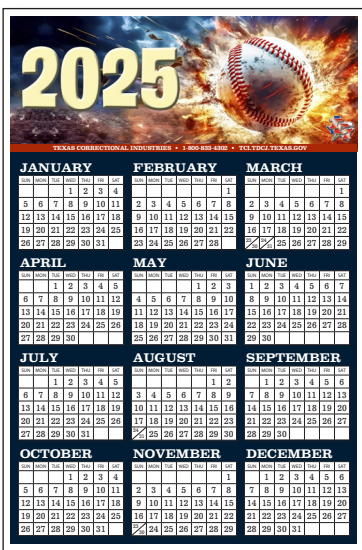 2025
TEXAS CORRECTIONAL INDUSTRIES • 1-800-833-4302 • TCI.TDCJ.TEXAS.GOV
JANUARY FEBRUARY MARCH
SUN MON TUE WED THU FRI SAT SUN MON TUE WED THU FRI SAT SUN MON TUE WED THU FRI SAT
1 2 3 4 1 1
5 6 7 8 9 10 11 2 3 4 5 6 7 8 2 3 4 5 6 7 8
12 13 14 15 16 17 18 9 10 11 12 13 14 15 9 10 11 12 13 14 15
19 20 21 22 23 24 25 16 17 18 19 20 21 22 16 17 18 19 20 21 22
26 27 28 29 30 31 23 24 25 26 27 28 23/30 24/31 25 26 27 28 29
APRIL MAY JUNE
SUN MON TUE WED THU FRI SAT SUN MON TUE WED THU FRI SAT SUN MON TUE WED THU FRI SAT
1 2 3 4 5 1 2 3 1 2 3 4 5 6 7
6 7 8 9 10 11 12 4 5 6 7 8 9 10 8 9 10 11 12 13 14
13 14 15 16 17 18 19 11 12 13 14 15 16 17 15 16 17 18 19 20 21
20 21 22 23 24 25 26 18 19 20 21 22 23 24 22 23 24 25 26 27 28
27 28 29 30 25 26 27 28 29 30 31 29 30
JULY AUGUST SEPTEMBER
SUN MON TUE WED THU FRI SAT SUN MON TUE WED THU FRI SAT SUN MON TUE WED THU FRI SAT
1 2 3 4 5 1 2 1 2 3 4 5 6
6 7 8 9 10 11 12 3 4 5 6 7 8 9 7 8 9 10 11 12 13
13 14 15 16 17 18 19 10 11 12 13 14 15 16 14 15 16 17 18 19 20
20 21 22 23 24 25 26 17 18 19 20 21 22 23 21 22 23 24 25 26 27
27 28 29 30 31 24/31 25 26 27 28 29 30 28 29 30
OCTOBER NOVEMBER DECEMBER
SUN MON TUE WED THU FRI SAT SUN MON TUE WED THU FRI SAT SUN MON TUE WED THU FRI SAT
1 2 3 4 1 1 2 3 4 5 6
5 6 7 8 9 10 11 2 3 4 5 6 7 8 7 8 9 10 11 12 13
12 13 14 15 16 17 18 9 10 11 12 13 14 15 14 15 16 17 18 19 20
19 20 21 22 23 24 25 16 17 18 19 20 21 22 21 22 23 24 25 26 27
26 27 28 29 30 31 23/30 24 25 26 27 28 29 28 29 30 31